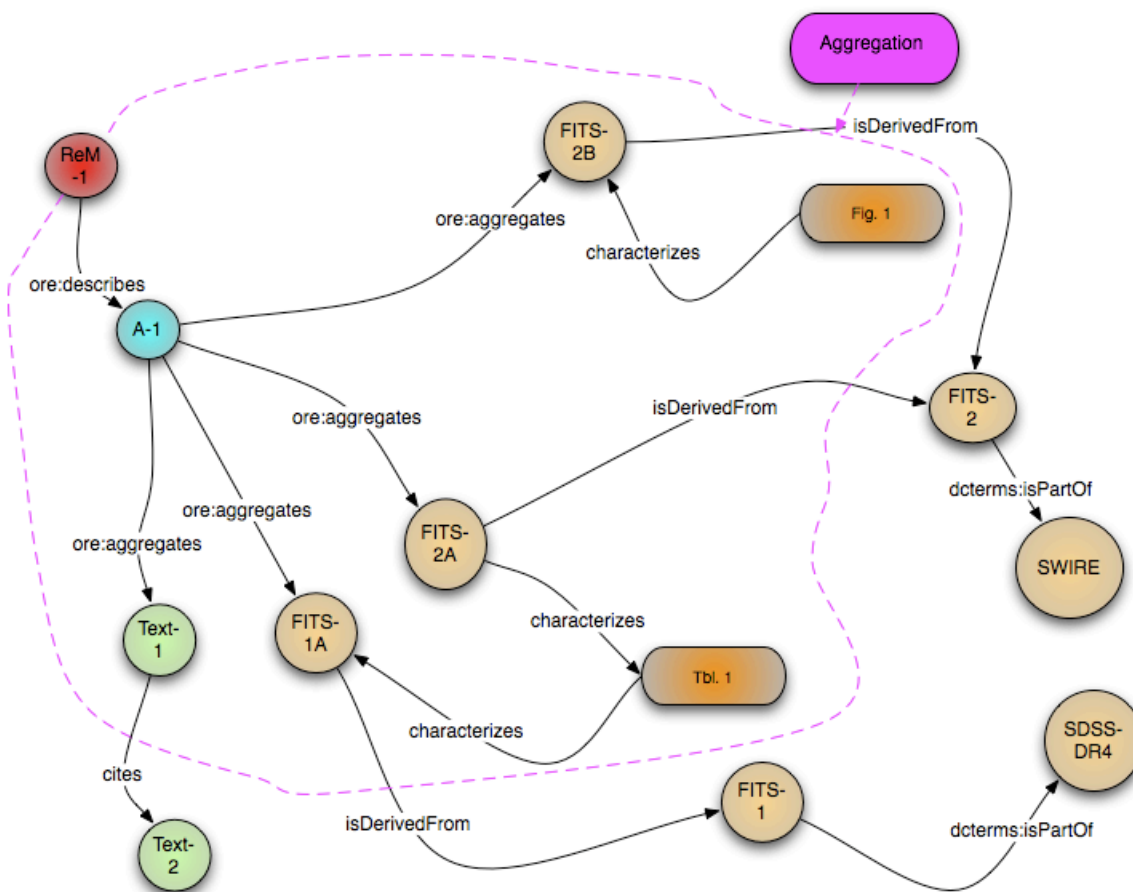 Aggregation
isDerivedFrom
FITS-
2B
ReM
-1
Fig. 1
ore:aggregates
characterizes
ore:describes
A-1
FITS-
2
isDerivedFrom
ore:aggregates
dcterms:isPartOf
ore:aggregates
FITS-
2A
ore:aggregates
SWIRE
Text-
1
FITS-
1A
characterizes
Tbl. 1
characterizes
SDSS-
DR4
cites
FITS-
1
isDerivedFrom
dcterms:isPartOf
Text-
2